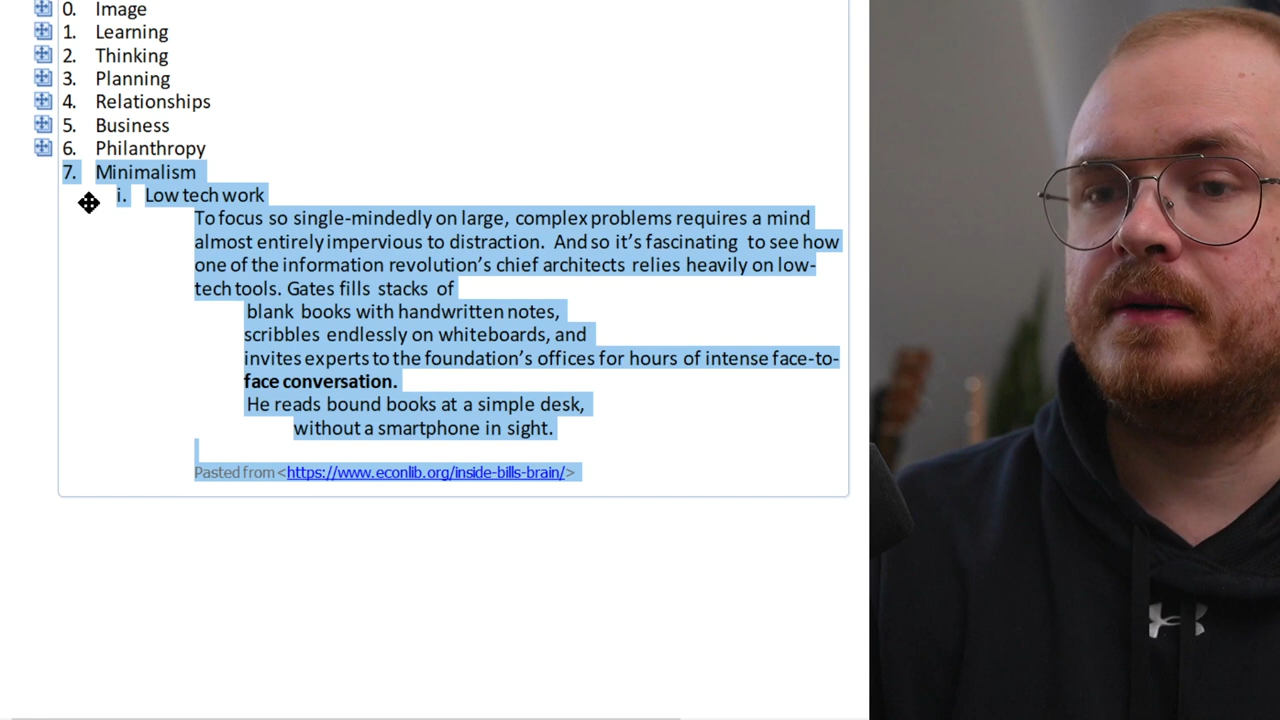 0. Image
1. Learning
2. Thinking
3. Planning
4. Relationships
5. Business
6. Philanthropy
7. Minimalism
i. Low tech work
To focus so single-mindedly on large, complex problems requires a mind
almost entirely impervious to distraction. And so it’s fascinating to see how
one of the information revolution’s chief architects relies heavily on low-
tech tools. Gates fills stacks of
blank books with handwritten notes,
scribbles endlessly on whiteboards, and
invites experts to the foundation’s offices for hours of intense face-to-
face conversation.
He reads bound books at a simple desk,
without a smartphone in sight.
Pasted from <https://www.econlib.org/inside-bills-brain/>